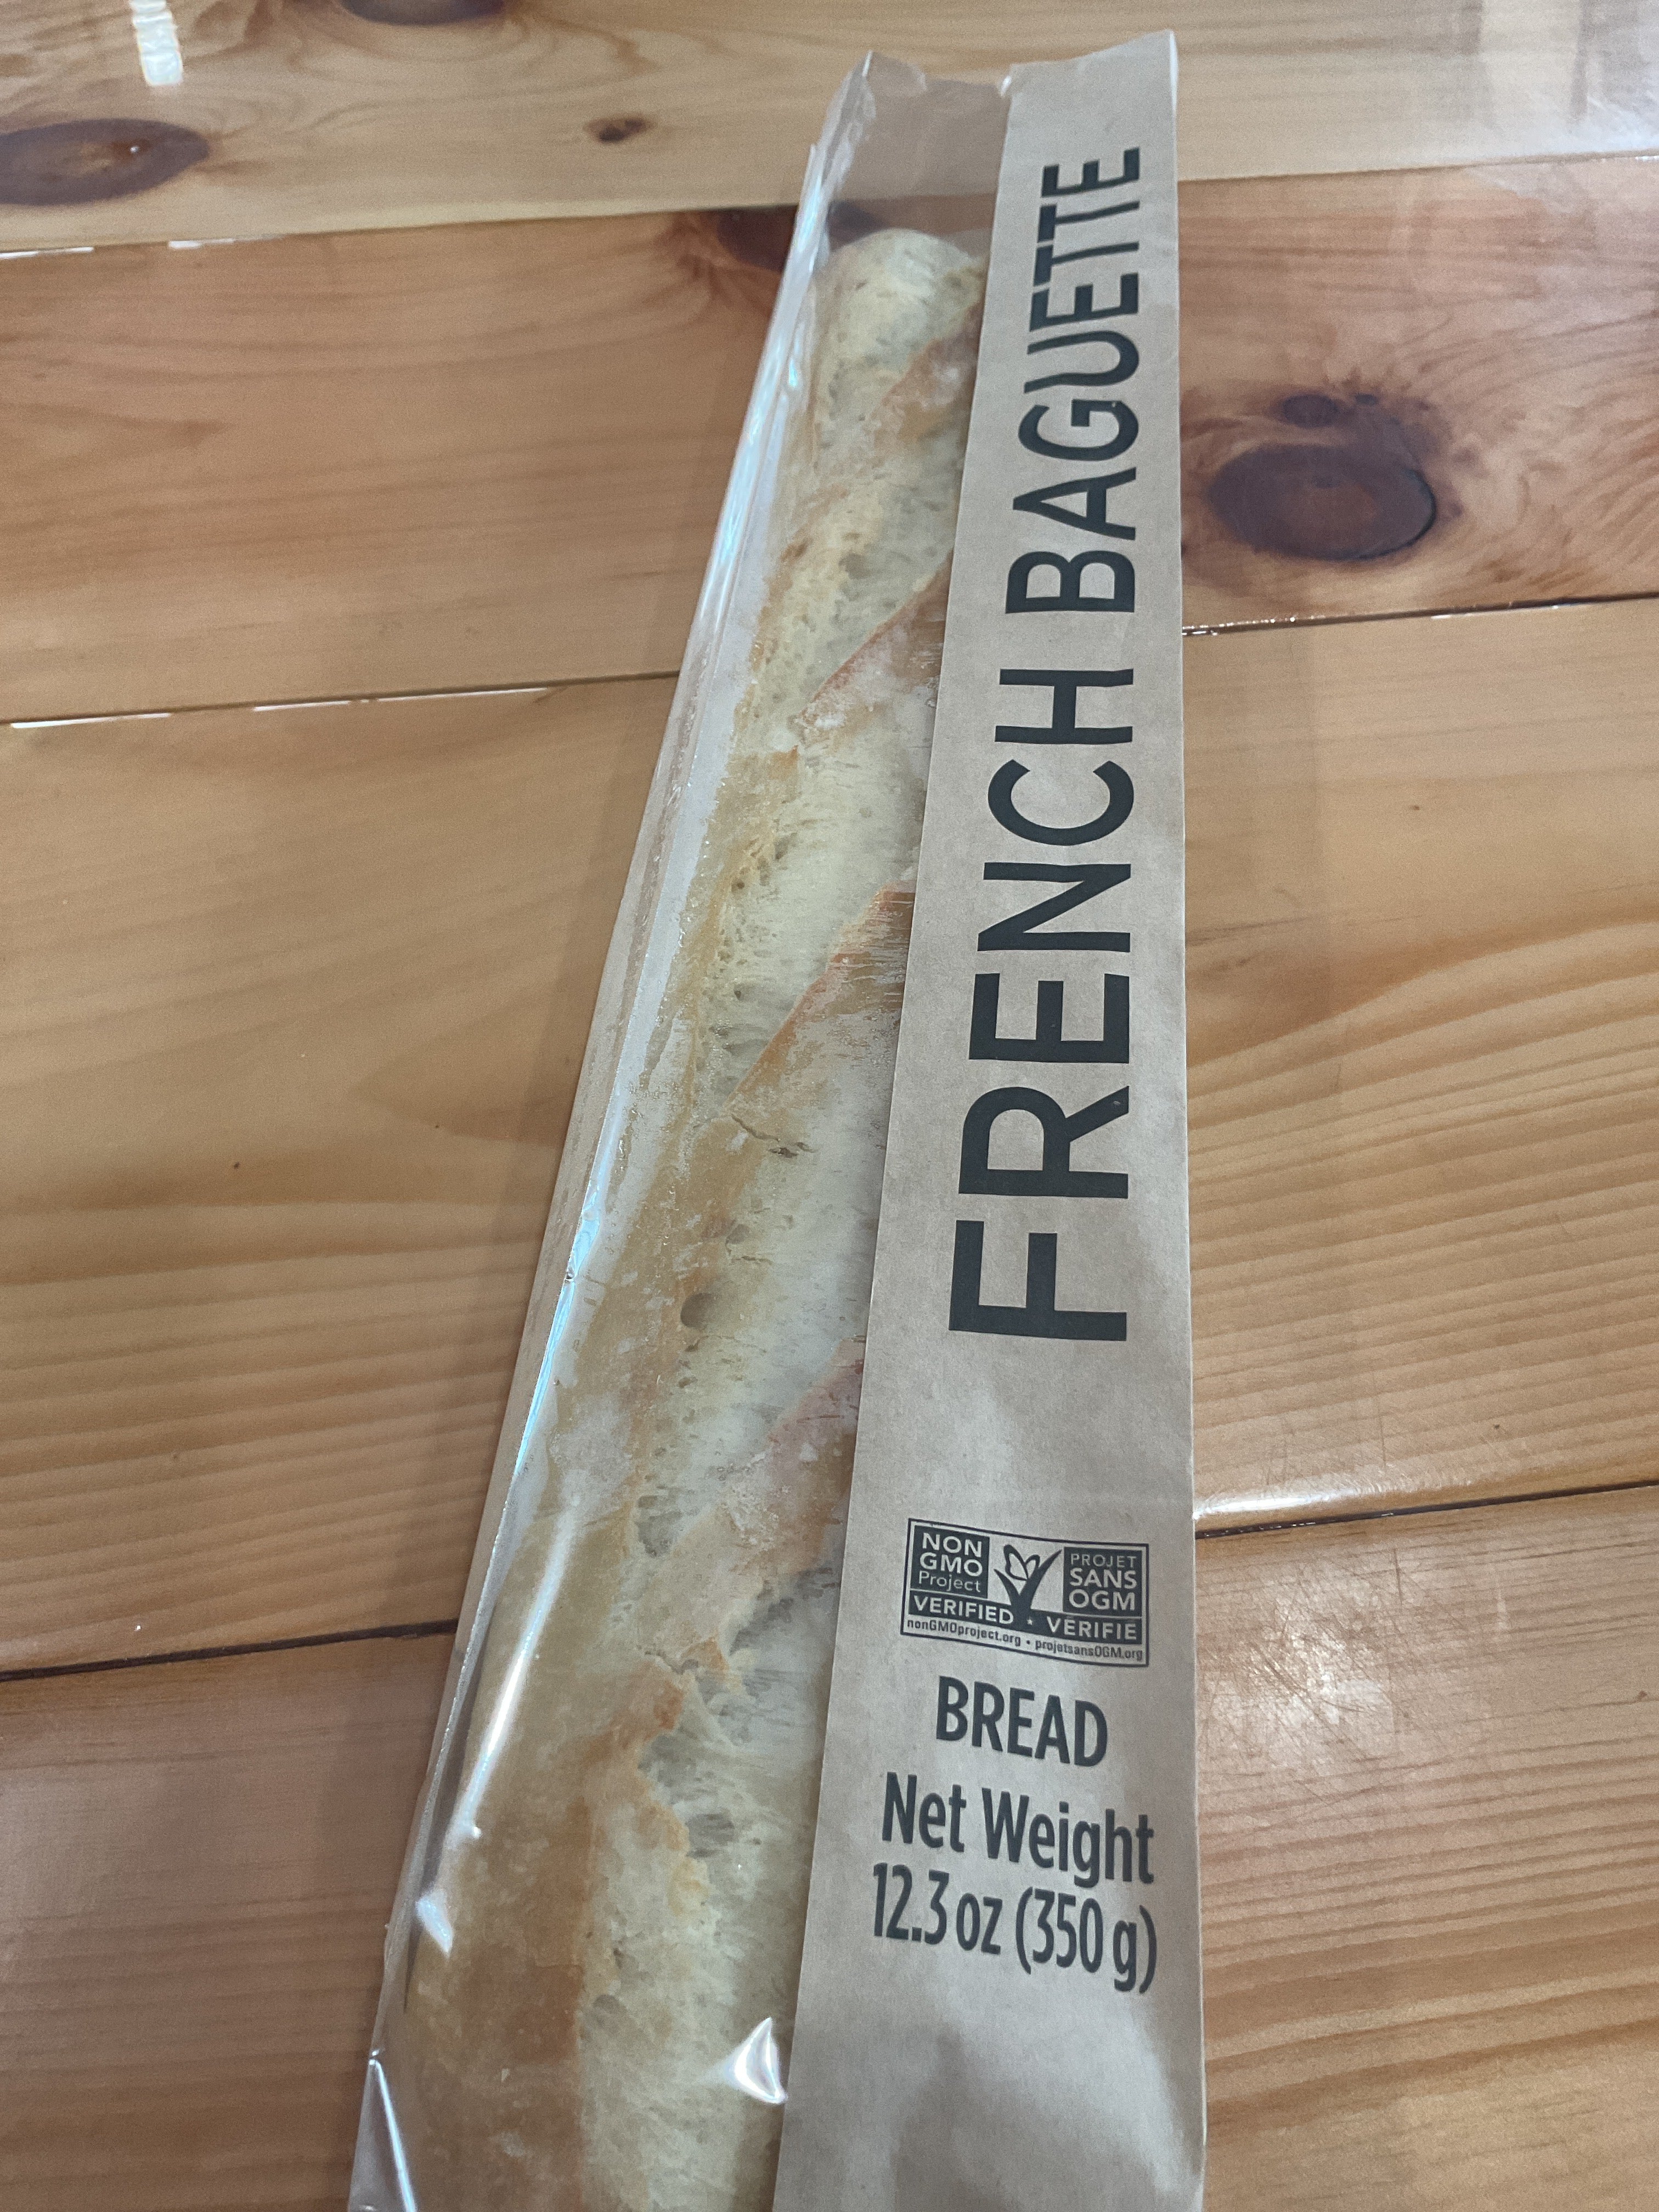 FRENCH BAGUETTE
NON
GMO
Project
VERIFIED
PROJET
SANS
OGM
VÉRIFIÉ
nonGMOproject.org • projetsansOGM.org
BREAD
Net Weight
12.3 oz (350 g)